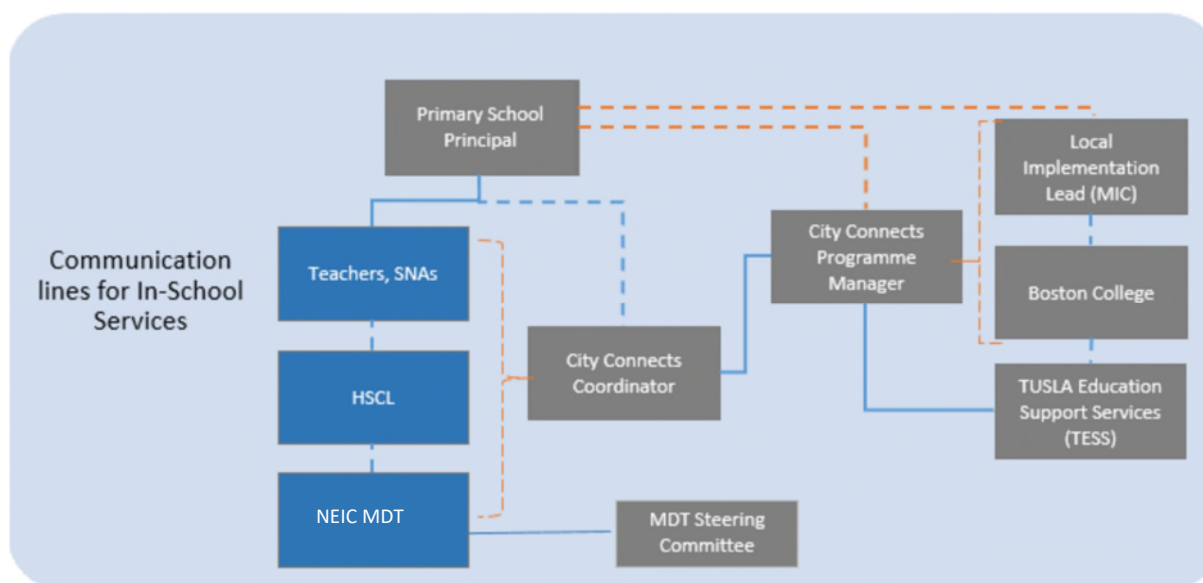 Communication
lines for In-School
Services
Primary School
Principal
Teachers, SNAs
HSCL
NEIC MDT
City Connects
Coordinator
MDT Steering
Committee
City Connects
Programme
Manager
Local
Implementation
Lead (MIC)
Boston College
TUSLA Education
Support Services
(TESS)